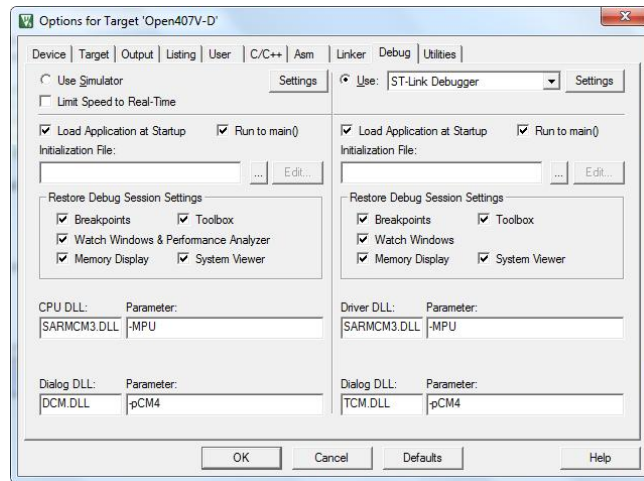 Options for Target 'Open407V-D'
Device Target Output Listing User C/C++ Asm Linker Debug Utilities
Use Simulator Settings
Limit Speed to Real-Time
Use: ST-Link Debugger Settings
Load Application at Startup Run to main()
Initialization File:
... Edit...
Load Application at Startup Run to main()
Initialization File:
... Edit...
Restore Debug Session Settings
Breakpoints Toolbox
Watch Windows & Performance Analyzer
Memory Display System Viewer
Restore Debug Session Settings
Breakpoints Toolbox
Watch Windows
Memory Display System Viewer
CPU DLL: Parameter:
SARMCM3.DLL -MPU
Driver DLL: Parameter:
SARMCM3.DLL -MPU
Dialog DLL: Parameter:
DCM.DLL -pCM4
Dialog DLL: Parameter:
TCM.DLL -pCM4
OK Cancel Defaults Help